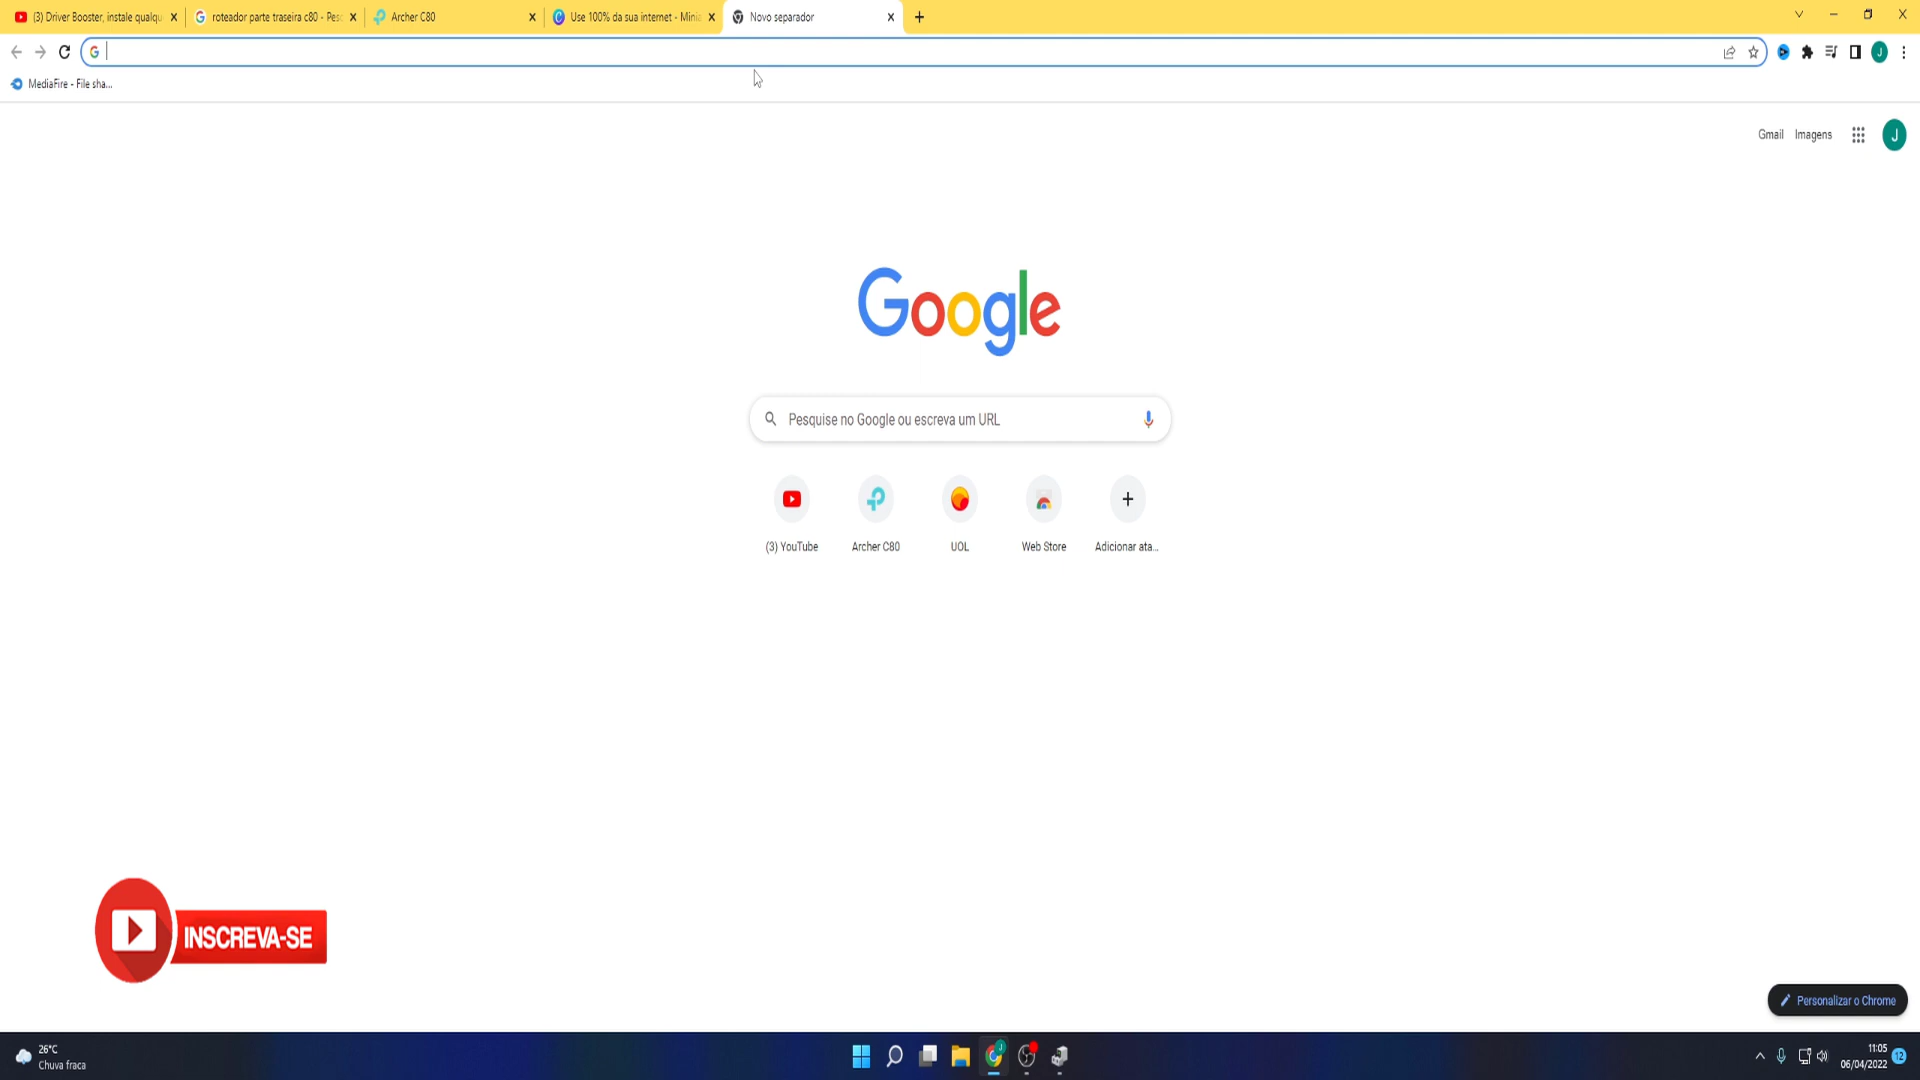 (3) Driver Booster, instale qualqu
roteador parte traseira c80 - Pes
Archer C80
Use 100% da sua internet - Minia
Novo separador
MediaFire - File sha...
Gmail
Imagens
J
Google
Pesquise no Google ou escreva um URL
(3) YouTube
Archer C80
UOL
Web Store
Adicionar ata...
INSCREVA-SE
Personalizar o Chrome
26°C
Chuva fraca
11:05
06/04/2022
12